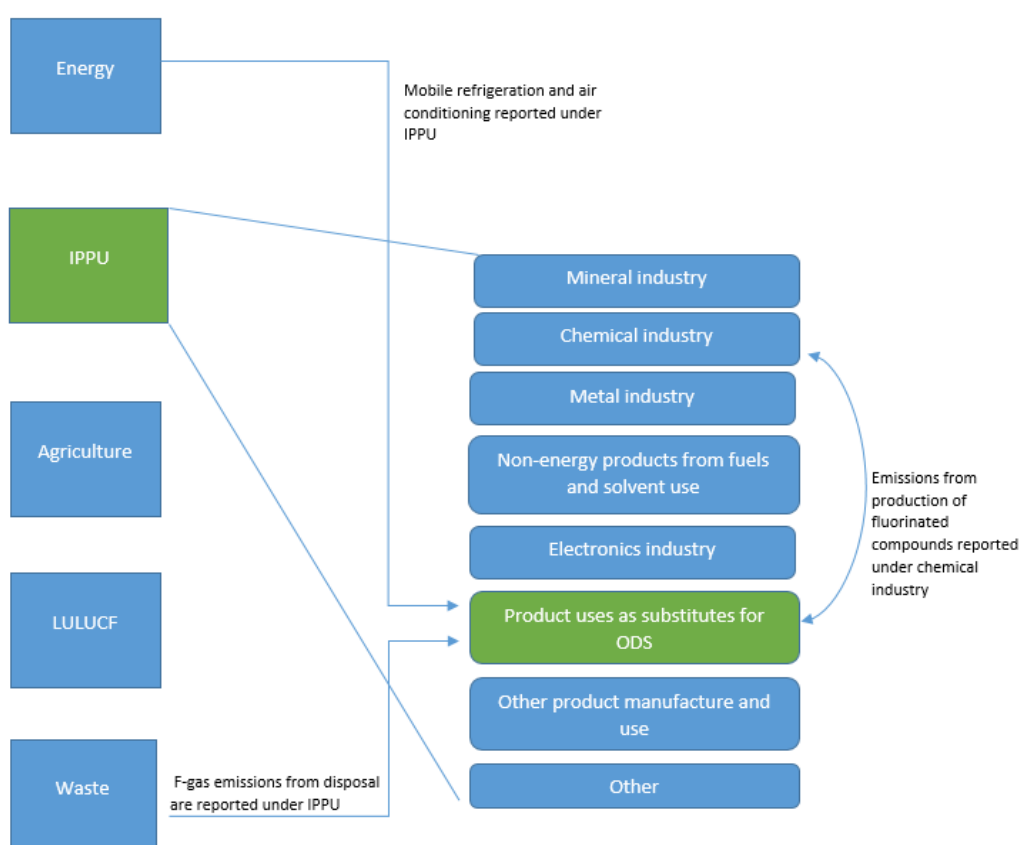 Energy
Mobile refrigeration and air
conditioning reported under
IPPU
IPPU
Mineral industry
Chemical industry
Metal industry
Agriculture
Non-energy products from fuels
and solvent use
Emissions from
production of
fluorinated
compounds reported
under chemical
industry
Electronics industry
LULUCF
Product uses as substitutes for
ODS
Other product manufacture and
use
Waste
F-gas emissions from disposal
are reported under IPPU
Other